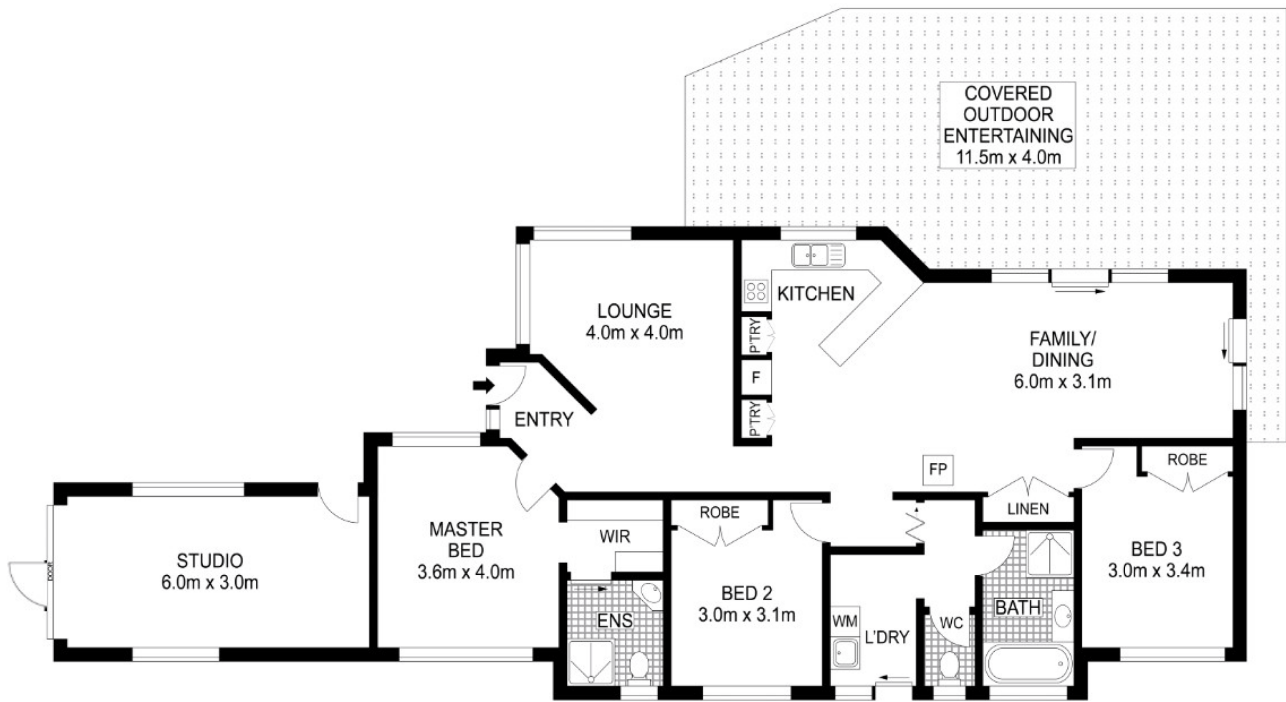 COVERED
OUTDOOR
ENTERTAINING
11.5m x 4.0m
LOUNGE
4.0m x 4.0m
KITCHEN
P'TRY
F
P'TRY
FAMILY/
DINING
6.0m x 3.1m
ENTRY
FP
ROBE
LINEN
STUDIO
6.0m x 3.0m
DOOR
MASTER
BED
3.6m x 4.0m
WIR
ENS
ROBE
BED 2
3.0m x 3.1m
WM
L'DRY
WC
BATH
BED 3
3.0m x 3.4m